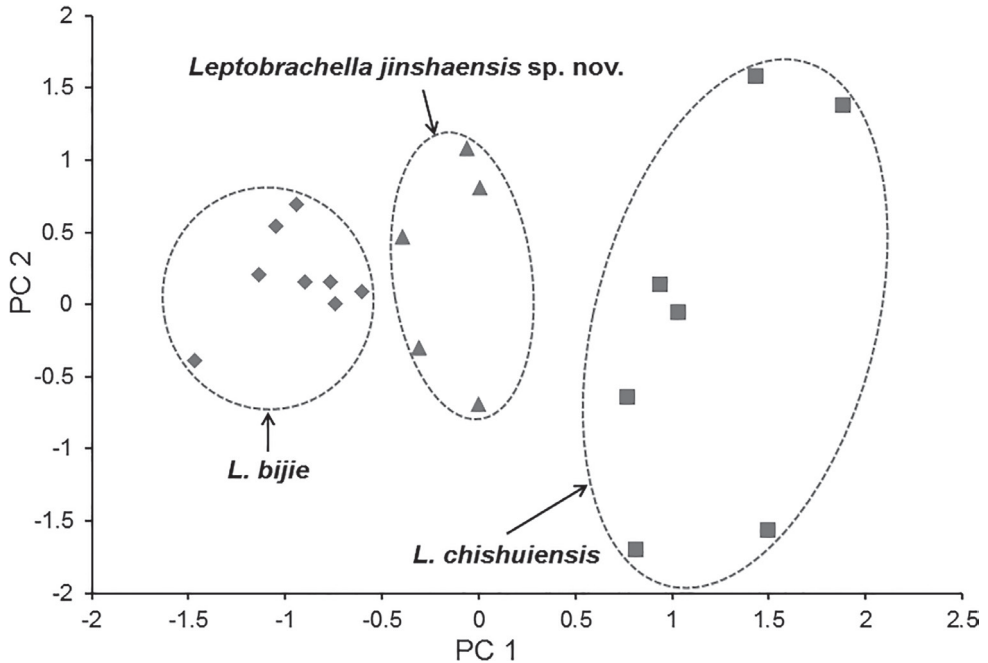 2
Leptobrachella jinshaensis sp. nov.
1.5
1
0.5
PC 2
0
-0.5
-1
L. bijie
-1.5
L. chishuiensis
-2
-2 -1.5 -1 -0.5 0 0.5 1 1.5 2 2.5
PC 1